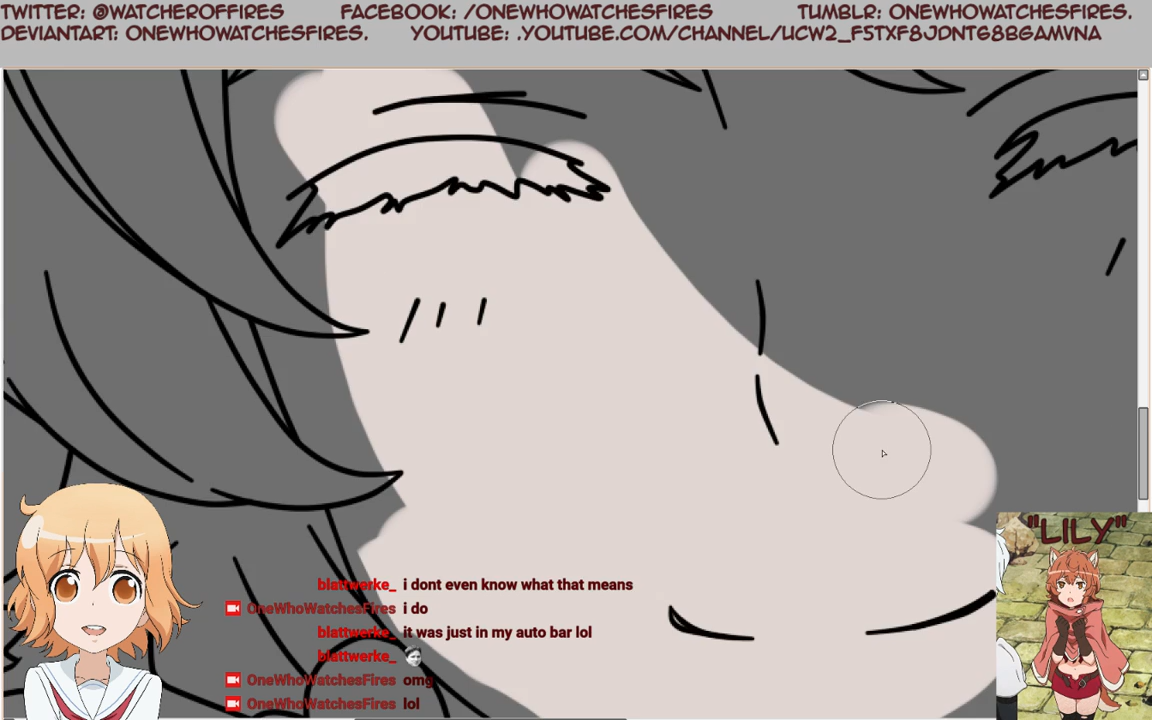 TWITTER: @WATCHEROFFIRES FACEBOOK: /ONEWHOWATCHESFIRES TUMBLR: ONEWHOWATCHESFIRES.
DEVIANTART: ONEWHOWATCHESFIRES. YOUTUBE: .YOUTUBE.COM/CHANNEL/UCW2_F5TXF8JDNTG8BGAMVNA
"LILY"
blattwerke_ i dont even know what that means
OneWhoWatchesFires i do
blattwerke_ it was just in my auto bar lol
blattwerke_
OneWhoWatchesFires omg
OneWhoWatchesFires lol